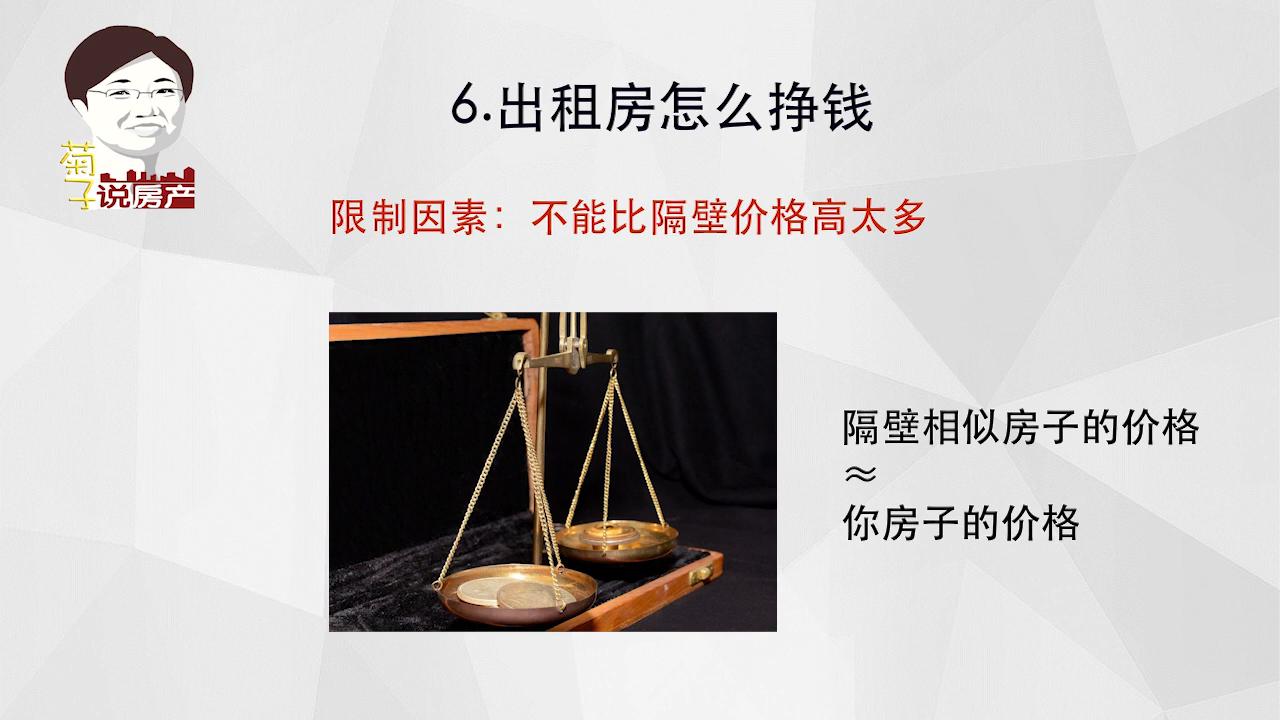 6.出租房怎么挣钱
菊子说房产
限制因素：不能比隔壁价格高太多
隔壁相似房子的价格
≈
你房子的价格